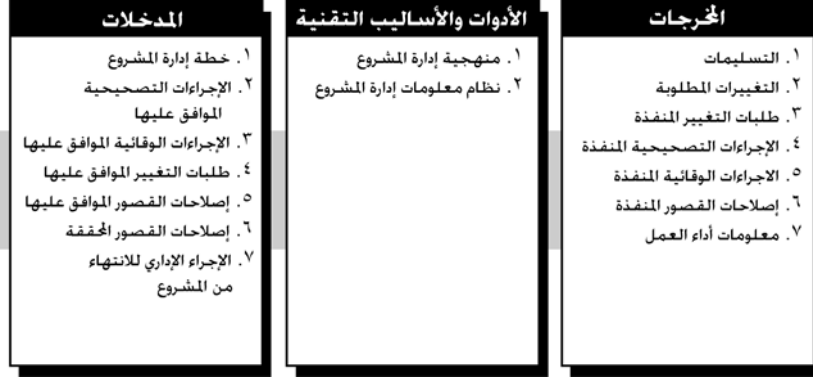 المدخلات
١. خطة إدارة المشروع
٢. الإجراءات التصحيحية
الموافق عليها
٣. الإجراءات الوقائية الموافق عليها
٤. طلبات التغيير الموافق عليها
٥. إصلاحات القصور الموافق عليها
٦. إصلاحات القصور المحققة
٧. الإجراء الإداري للانتهاء
من المشروع
الأدوات والأساليب التقنية
١. منهجية إدارة المشروع
٢. نظام معلومات إدارة المشروع
المخرجات
١. التسليمات
٢. التغييرات المطلوبة
٣. طلبات التغيير المنفذة
٤. الإجراءات التصحيحية المنفذة
٥. الاجراءات الوقائية المنفذة
٦. إصلاحات القصور المنفذة
٧. معلومات أداء العمل